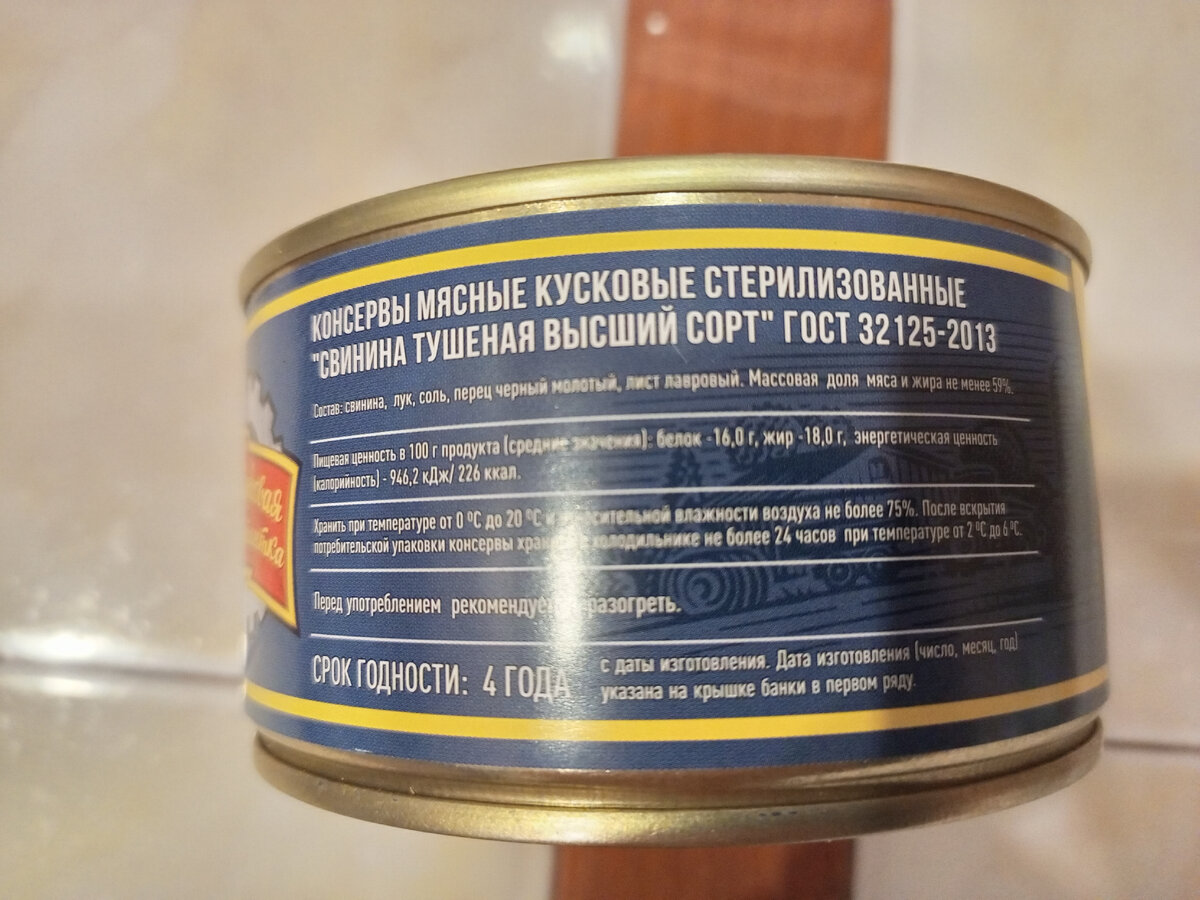 КОНСЕРВЫ МЯСНЫЕ КУСКОВЫЕ СТЕРИЛИЗОВАННЫЕ
"СВИНИНА ТУШЕНАЯ ВЫСШИЙ СОРТ" ГОСТ 32125-2013
Состав: свинина, лук, соль, перец черный молотый, лист лавровый. Массовая доля мяса и жира не менее 59%.
Пищевая ценность в 100 г продукта (средние значения): белок -16,0 г, жир -18,0 г, энергетическая ценность
(калорийность) - 946,2 кДж/ 226 ккал.
Хранить при температуре от 0 °С до 20 °С и относительной влажности воздуха не более 75%. После вскрытия
потребительской упаковки консервы холодильнике не более 24 часов при температуре от 2 °С до 6 °С.
Перед употреблением рекомендуе разогреть.
СРОК ГОДНОСТИ: 4 ГОДА
с даты изготовления. Дата изготовления (число, месяц, год)
указана на крышке банки в первом ряду.